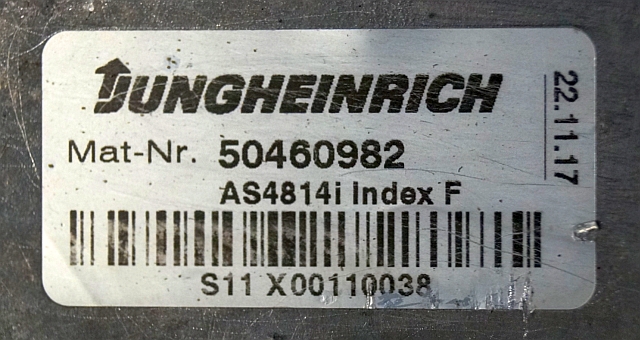 JUNGHEINRICH
Mat-Nr. 50460982
AS4814i Index F
S11 X00110038
22.11.17